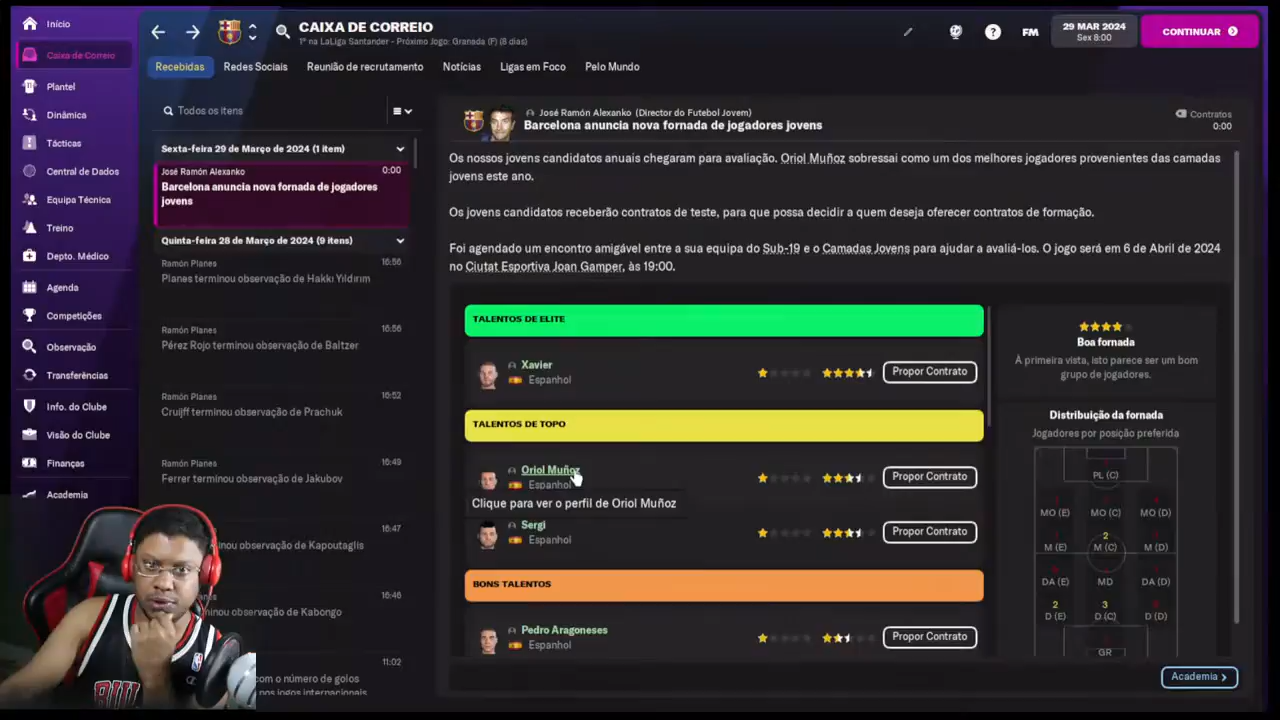 Início
Caixa de Correio
Plantel
Dinâmica
Tácticas
Central de Dados
Equipa Técnica
Treino
Depto. Médico
Agenda
Competições
Observação
Transferências
Info. do Clube
Visão do Clube
Finanças
Academia
CAIXA DE CORREIO
1º na LaLiga Santander - Próximo Jogo: Granada (F) (8 dias)
FM
29 MAR 2024
Sex 8:00
CONTINUAR
Recebidas
Redes Sociais
Reunião de recrutamento
Notícias
Ligas em Foco
Pelo Mundo
Todos os itens
Sexta-feira 29 de Março de 2024 (1 item)
José Ramón Alexanko 0:00
Barcelona anuncia nova fornada de jogadores
jovens
Quinta-feira 28 de Março de 2024 (9 itens)
Ramón Planes 16:56
Planes terminou observação de Hakkı Yıldırım
Ramón Planes 16:56
Pérez Rojo terminou observação de Baltzer
Ramón Planes 16:52
Cruijff terminou observação de Prachuk
Ramón Planes 16:49
Ferrer terminou observação de Jakubov
16:47
observação de Kapoutaglis
16:46
observação de Kabongo
11:02
com o número de golos
nos jogos internacionais
José Ramón Alexanko (Director do Futebol Jovem)
Barcelona anuncia nova fornada de jogadores jovens
Contratos
0:00
Os nossos jovens candidatos anuais chegaram para avaliação. Oriol Muñoz sobressai como um dos melhores jogadores provenientes das camadas
jovens este ano.
Os jovens candidatos receberão contratos de teste, para que possa decidir a quem deseja oferecer contratos de formação.
Foi agendado um encontro amigável entre a sua equipa do Sub-19 e o Camadas Jovens para ajudar a avaliá-los. O jogo será em 6 de Abril de 2024
no Ciutat Esportiva Joan Gamper, às 19:00.
TALENTOS DE ELITE
Xavier
Espanhol
Propor Contrato
TALENTOS DE TOPO
Oriol Muñoz
Espanhol
Propor Contrato
Clique para ver o perfil de Oriol Muñoz
Sergi
Espanhol
Propor Contrato
BONS TALENTOS
Pedro Aragoneses
Espanhol
Propor Contrato
Boa fornada
À primeira vista, isto parece ser um bom
grupo de jogadores.
Distribuição da fornada
Jogadores por posição preferida
PL (C)
MO (E) MO (C) MO (D)
2
M (E) M (C) M (D)
DA (E) MD DA (D)
2 3
D (E) D (C) D (D)
GR
Academia